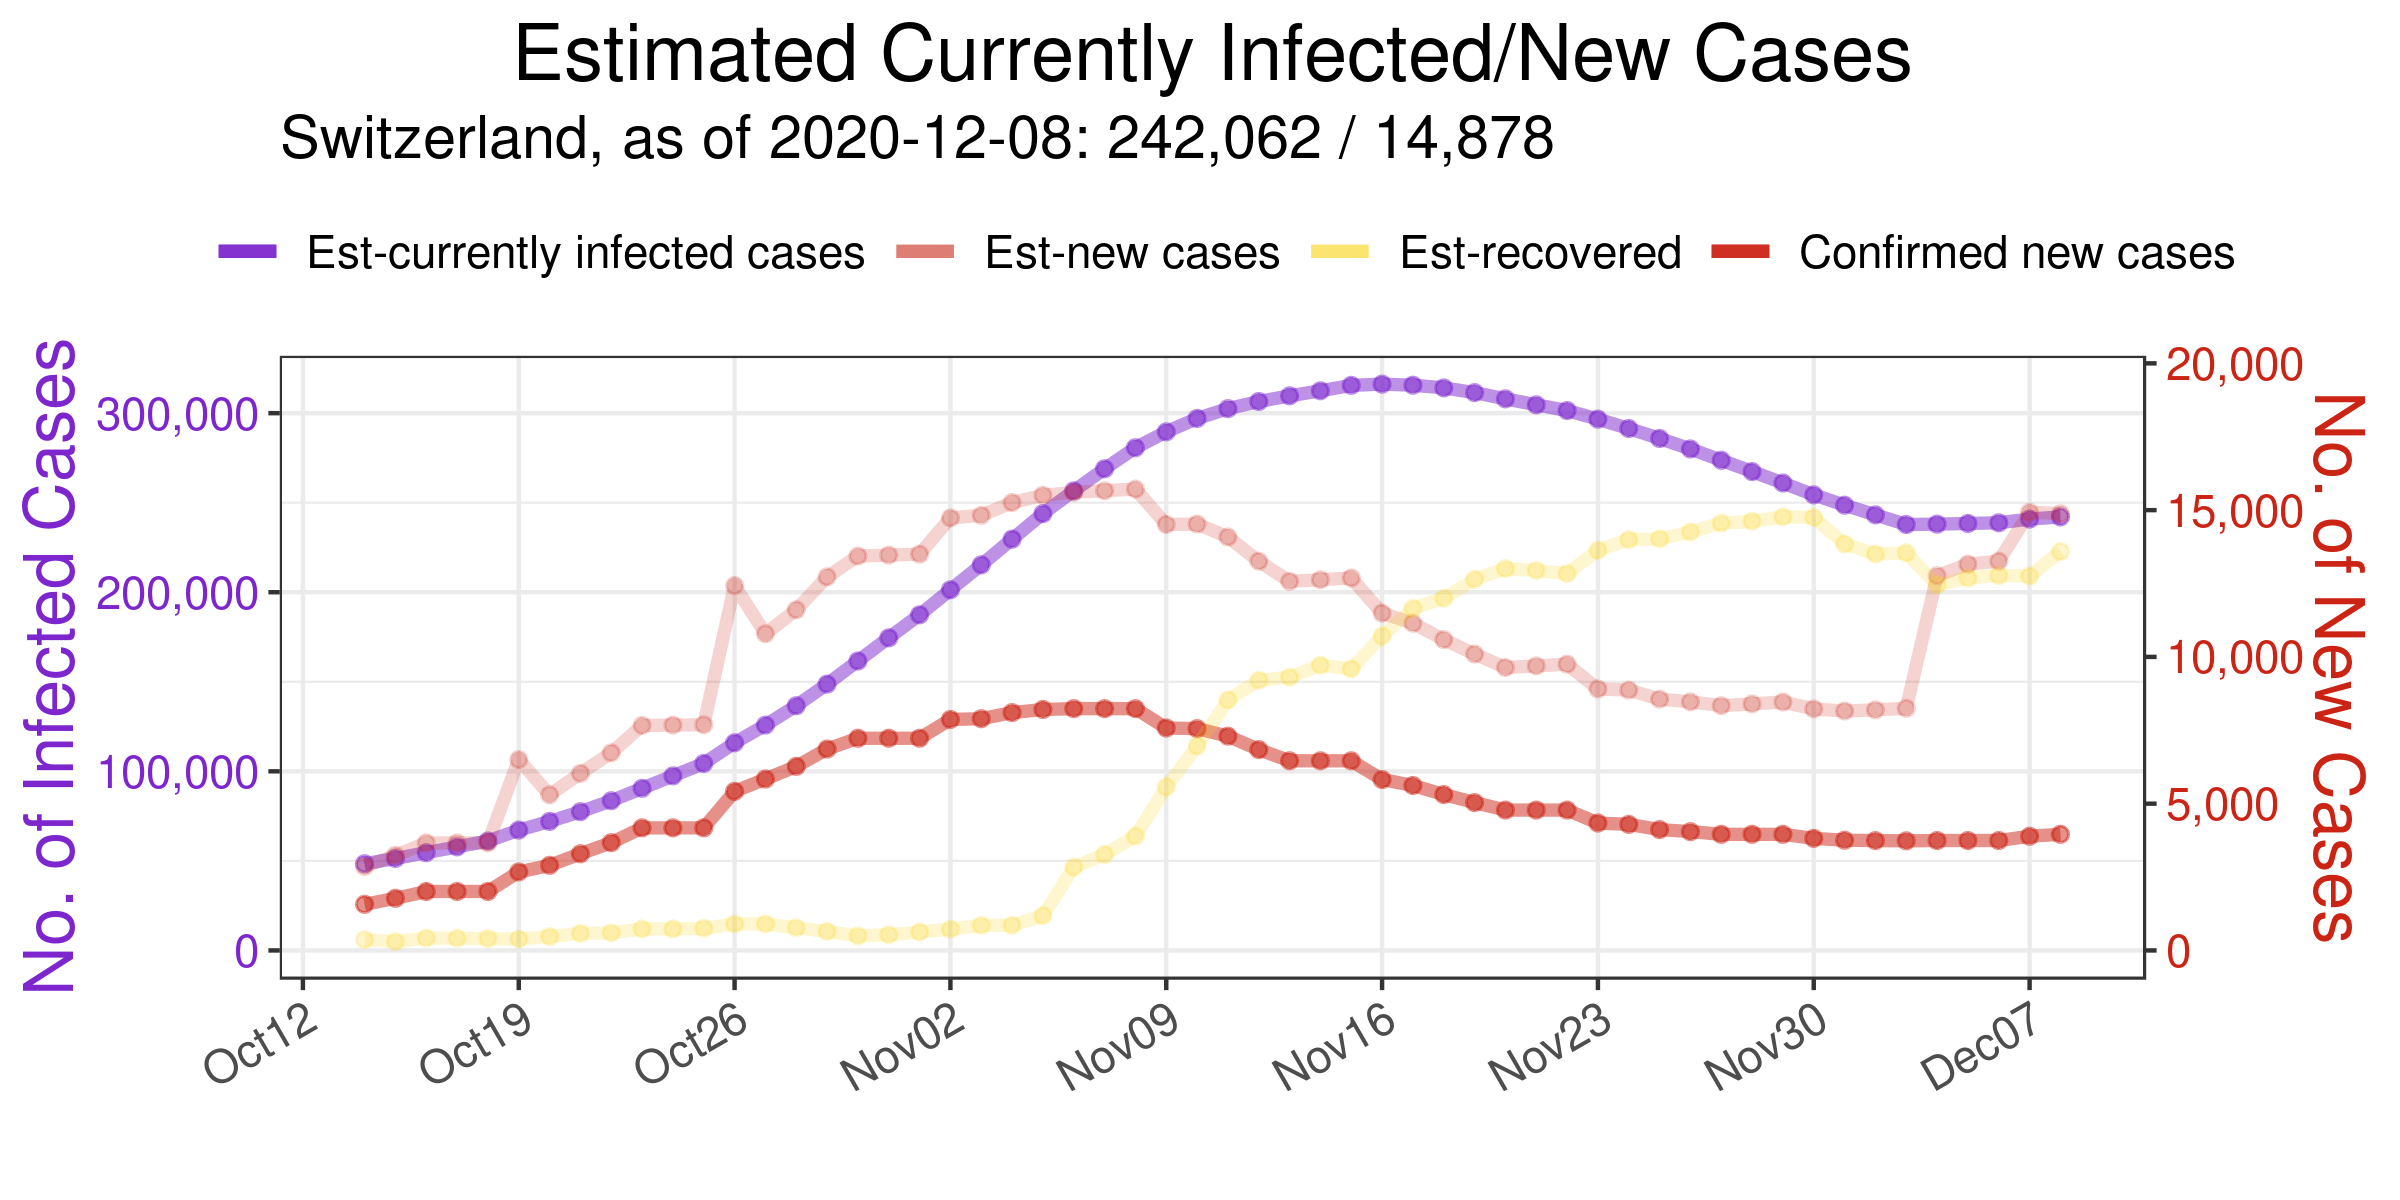 Estimated Currently Infected/New Cases
Switzerland, as of 2020-12-08: 242,062 / 14,878
Est-currently infected cases Est-new cases Est-recovered Confirmed new cases
No. of Infected Cases
300,000
200,000
100,000
0
20,000
15,000
10,000
5,000
0
No. of New Cases
Oct12 Oct19 Oct26 Nov02 Nov09 Nov16 Nov23 Nov30 Dec07